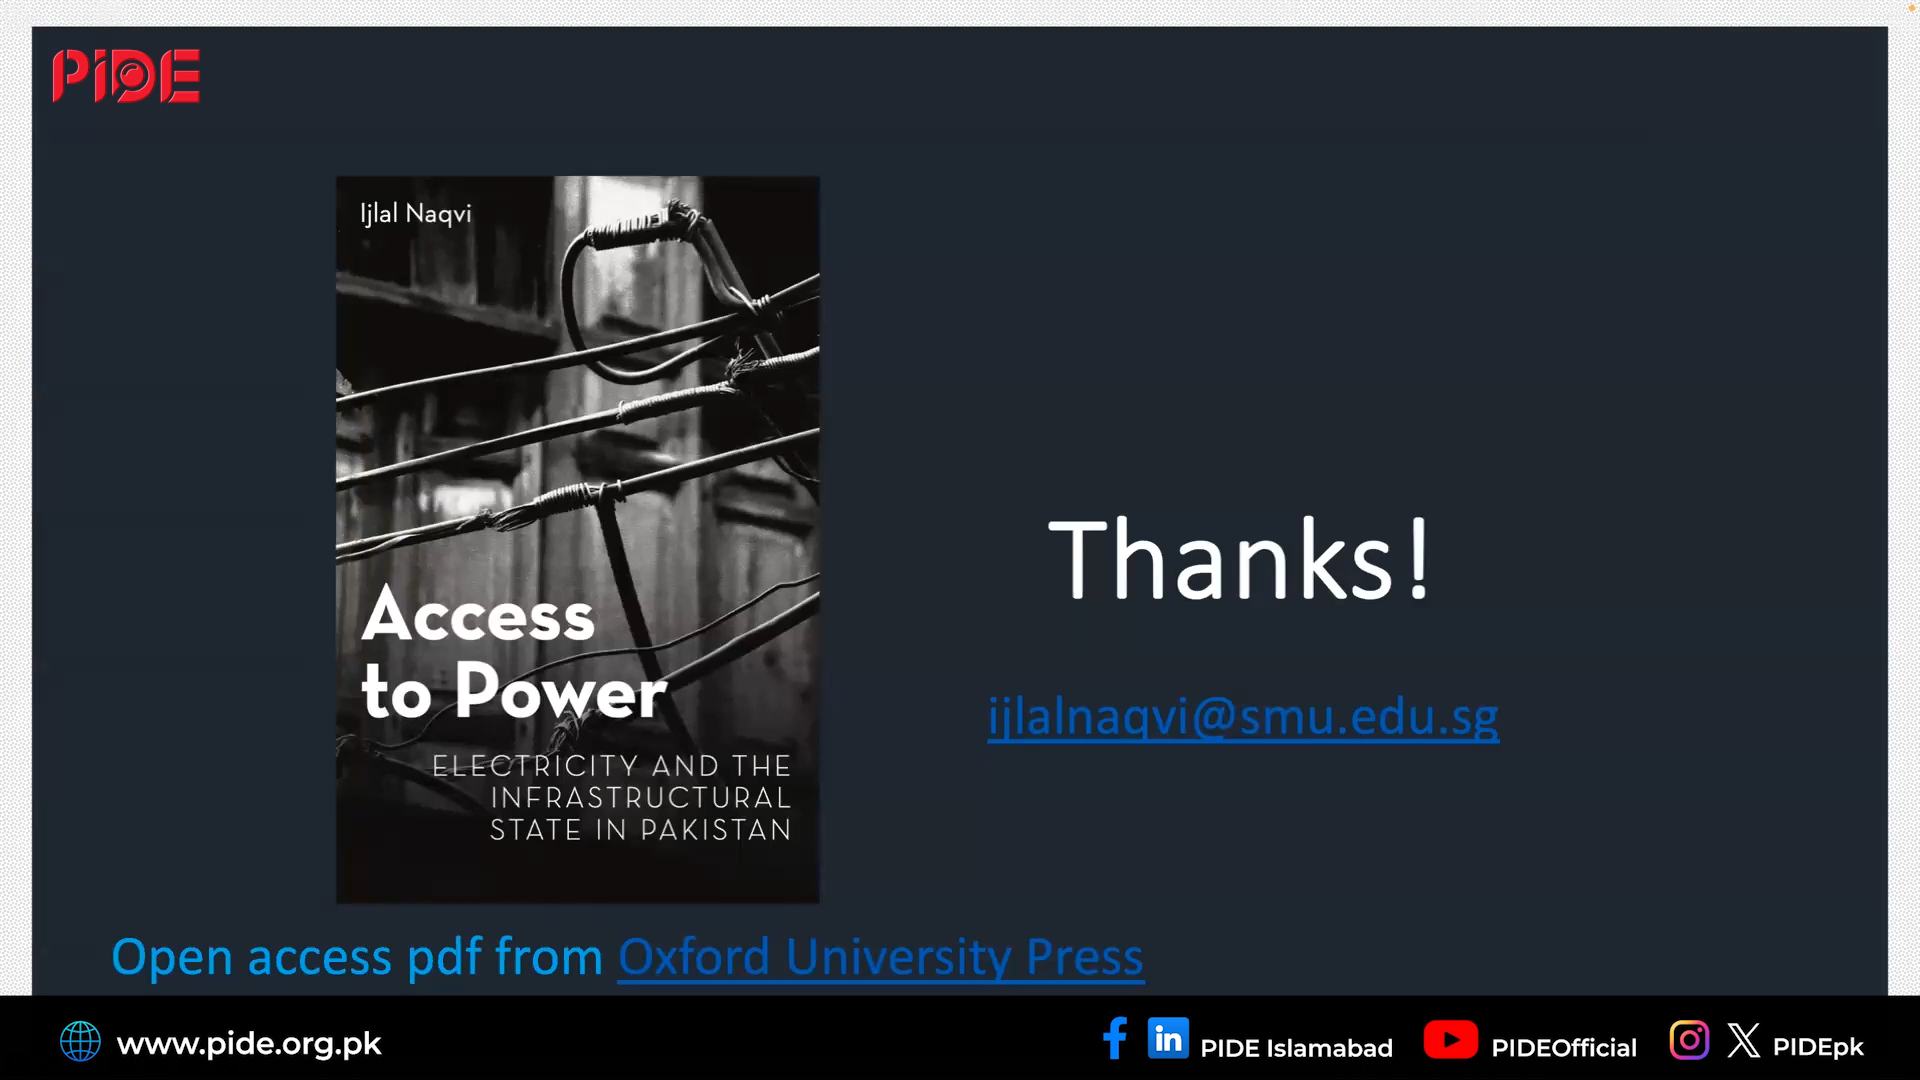 PIDE
Ijlal Naqvi
Access
to Power
ELECTRICITY AND THE
INFRASTRUCTURAL
STATE IN PAKISTAN
Thanks!
ijlalnaqvi@smu.edu.sg
Open access pdf from Oxford University Press
www.pide.org.pk
PIDE Islamabad
PIDEOfficial
PIDEpk